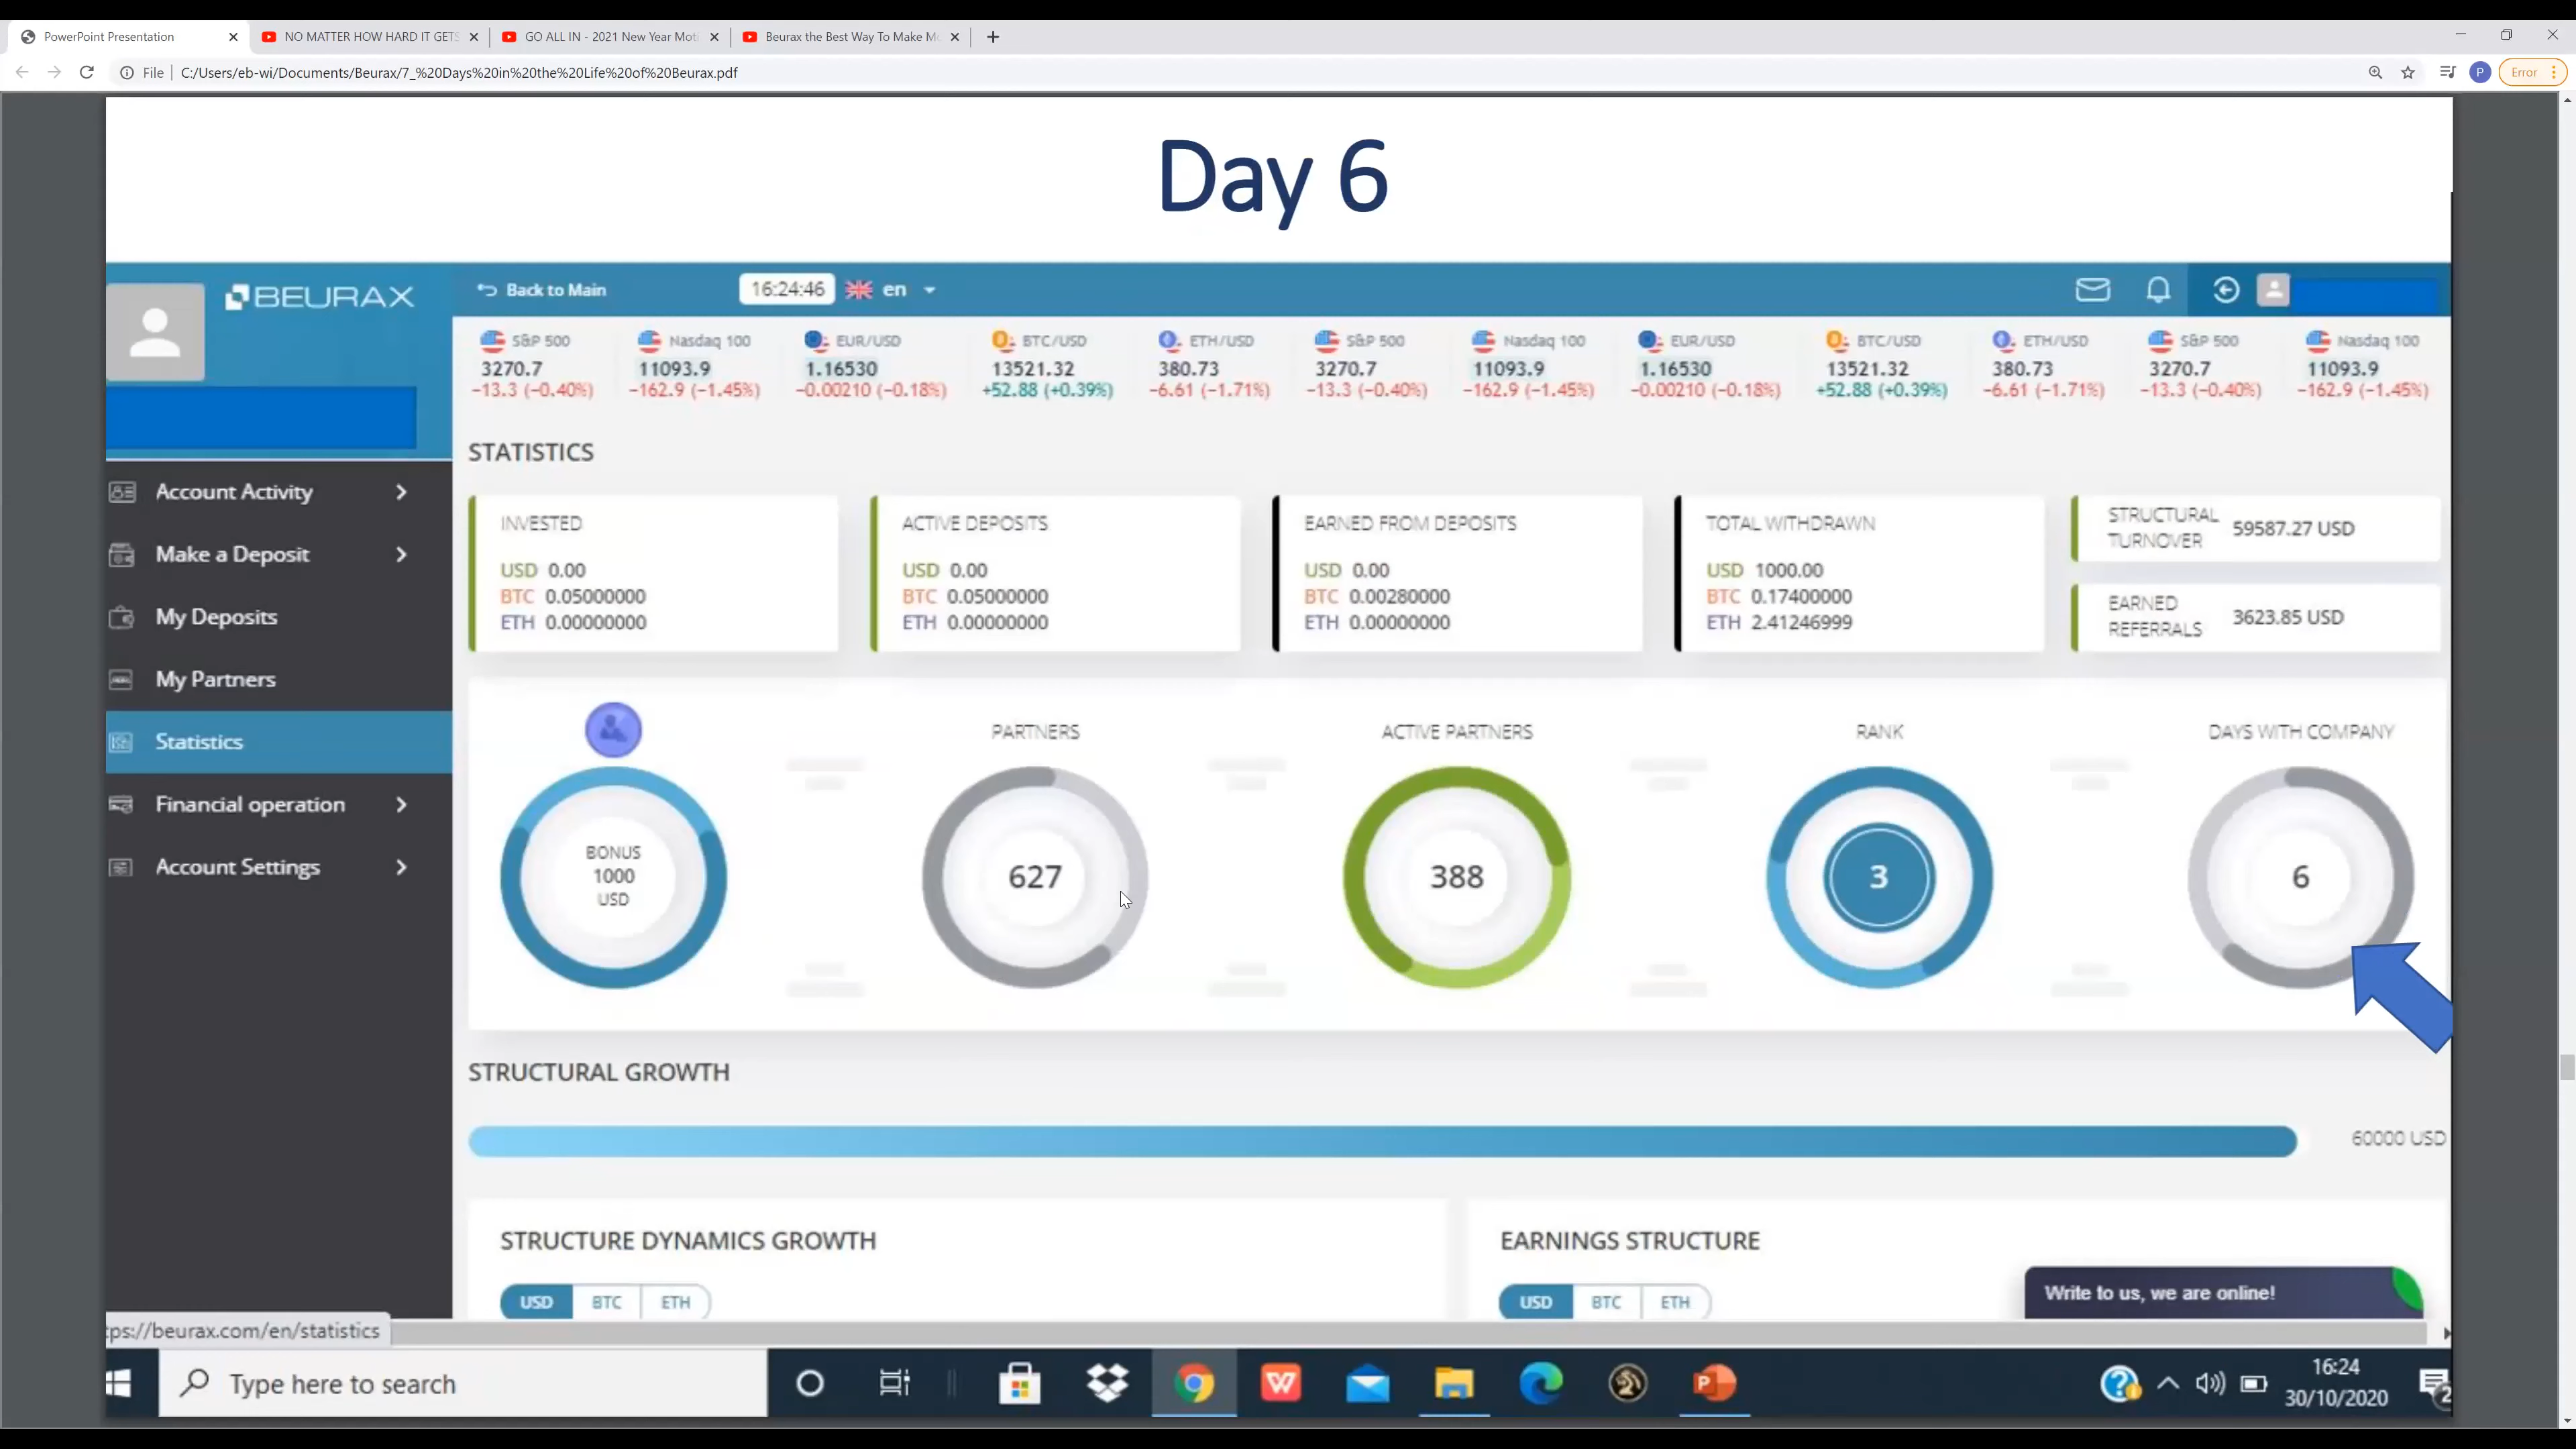 PowerPoint Presentation
NO MATTER HOW HARD IT GETS
GO ALL IN - 2021 New Year Mot
Beurax the Best Way To Make M
File
C:/Users/eb-wi/Documents/Beurax/7_%20Days%20in%20the%20Life%20of%20Beurax.pdf
P
Error
Day 6
BEURAX
Back to Main
16:24:46
en
S&P 500 Nasdaq 100 EUR/USD BTC/USD ETH/USD S&P 500 Nasdaq 100 EUR/USD BTC/USD ETH/USD S&P 500 Nasdaq 100
3270.7 11093.9 1.16530 13521.32 380.73 3270.7 11093.9 1.16530 13521.32 380.73 3270.7 11093.9
−13.3 (−0.40%) −162.9 (−1.45%) −0.00210 (−0.18%) +52.88 (+0.39%) −6.61 (−1.71%) −13.3 (−0.40%) −162.9 (−1.45%) −0.00210 (−0.18%) +52.88 (+0.39%) −6.61 (−1.71%) −13.3 (−0.40%) −162.9 (−1.45%)
Account Activity
Make a Deposit
My Deposits
My Partners
Statistics
Financial operation
Account Settings
STATISTICS
INVESTED
USD 0.00
BTC 0.05000000
ETH 0.00000000
ACTIVE DEPOSITS
USD 0.00
BTC 0.05000000
ETH 0.00000000
EARNED FROM DEPOSITS
USD 0.00
BTC 0.00280000
ETH 0.00000000
TOTAL WITHDRAWN
USD 1000.00
BTC 0.17400000
ETH 2.41246999
STRUCTURAL
TURNOVER
59587.27 USD
EARNED
REFERRALS
3623.85 USD
BONUS
1000
USD
PARTNERS
627
ACTIVE PARTNERS
388
RANK
3
DAYS WITH COMPANY
6
STRUCTURAL GROWTH
60000 USD
STRUCTURE DYNAMICS GROWTH
USD BTC ETH
EARNINGS STRUCTURE
USD BTC ETH
Write to us, we are online!
tps://beurax.com/en/statistics
Type here to search
16:24
30/10/2020
2